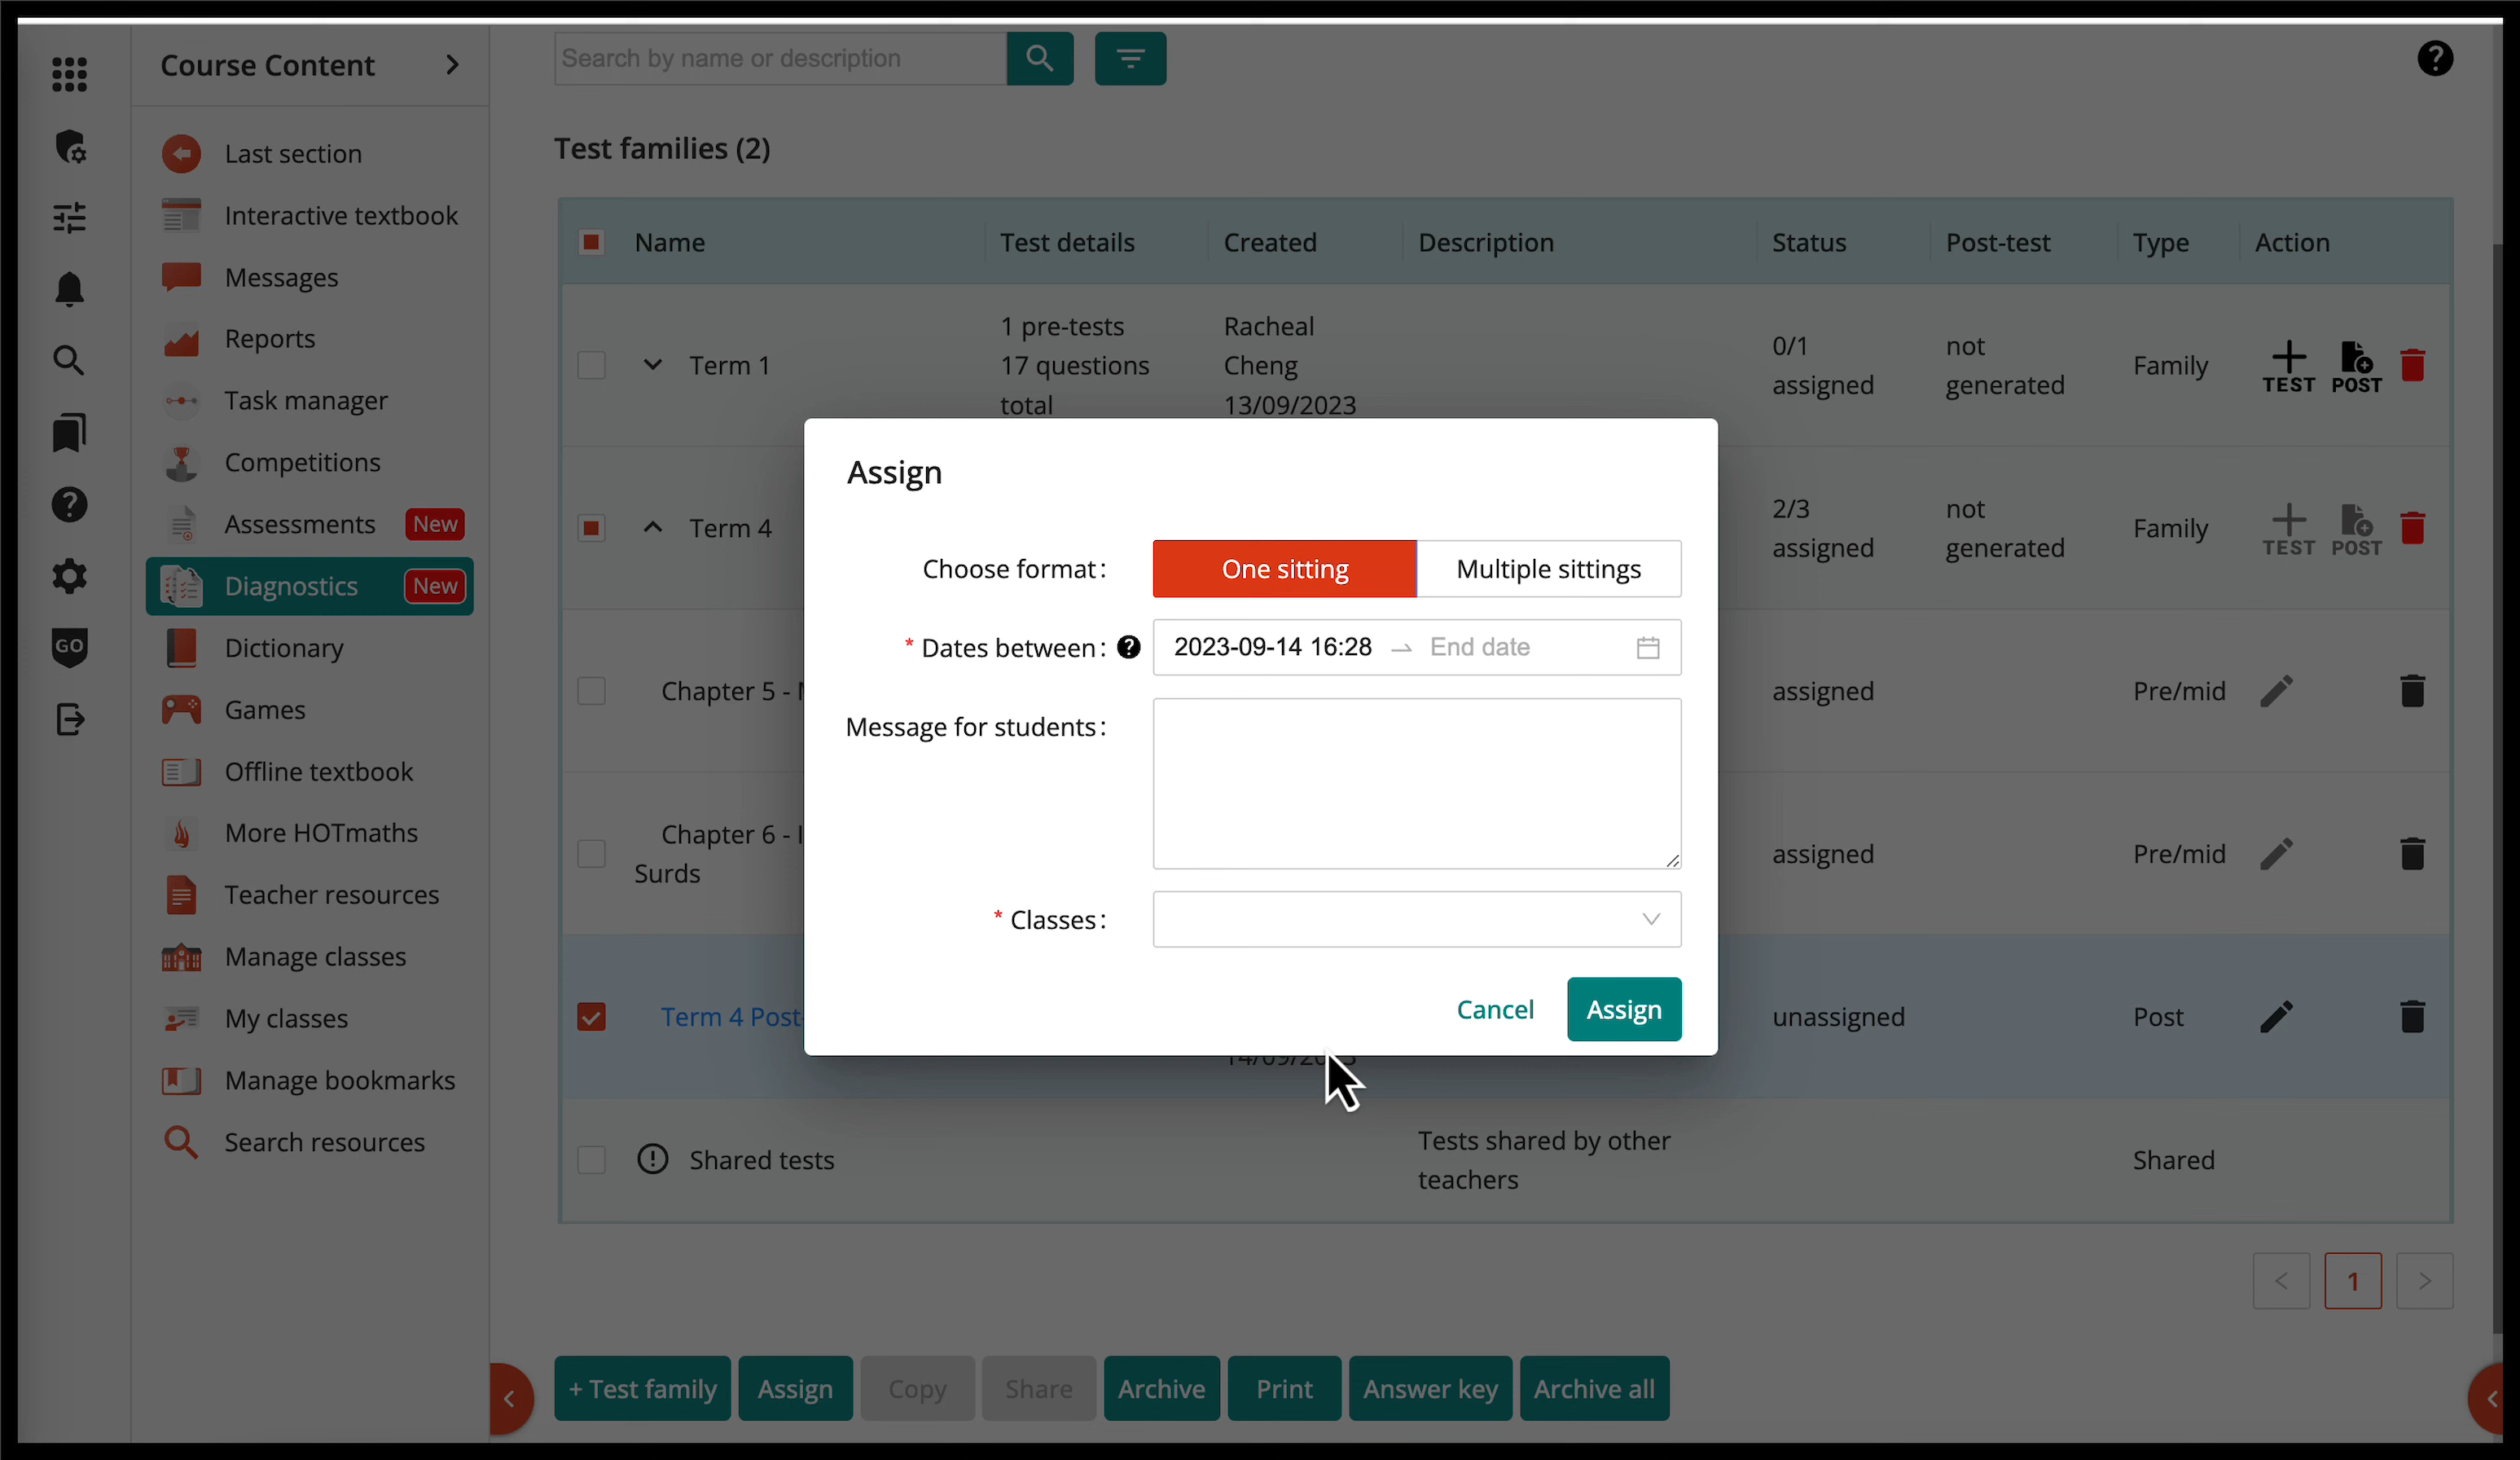 Course Content
Last section
Interactive textbook
Messages
Reports
Task manager
Competitions
Assessments New
Diagnostics New
Dictionary
Games
Offline textbook
More HOTmaths
Teacher resources
Manage classes
My classes
Manage bookmarks
Search resources
GO
Search by name or description
Test families (2)
Name Test details Created Description Status Post-test Type Action
Term 1
1 pre-tests
17 questions
total
Racheal
Cheng
13/09/2023
0/1
assigned
not
generated
Family
TEST POST
Term 4
2/3
assigned
not
generated
Family
TEST POST
Chapter 5 -
assigned
Pre/mid
Chapter 6 -
Surds
assigned
Pre/mid
Term 4 Post
unassigned
Post
Shared tests
Tests shared by other
teachers
Shared
Assign
Choose format: One sitting Multiple sittings
* Dates between: 2023-09-14 16:28 → End date
Message for students:
* Classes:
Cancel Assign
< 1 >
+ Test family Assign Copy Share Archive Print Answer key Archive all